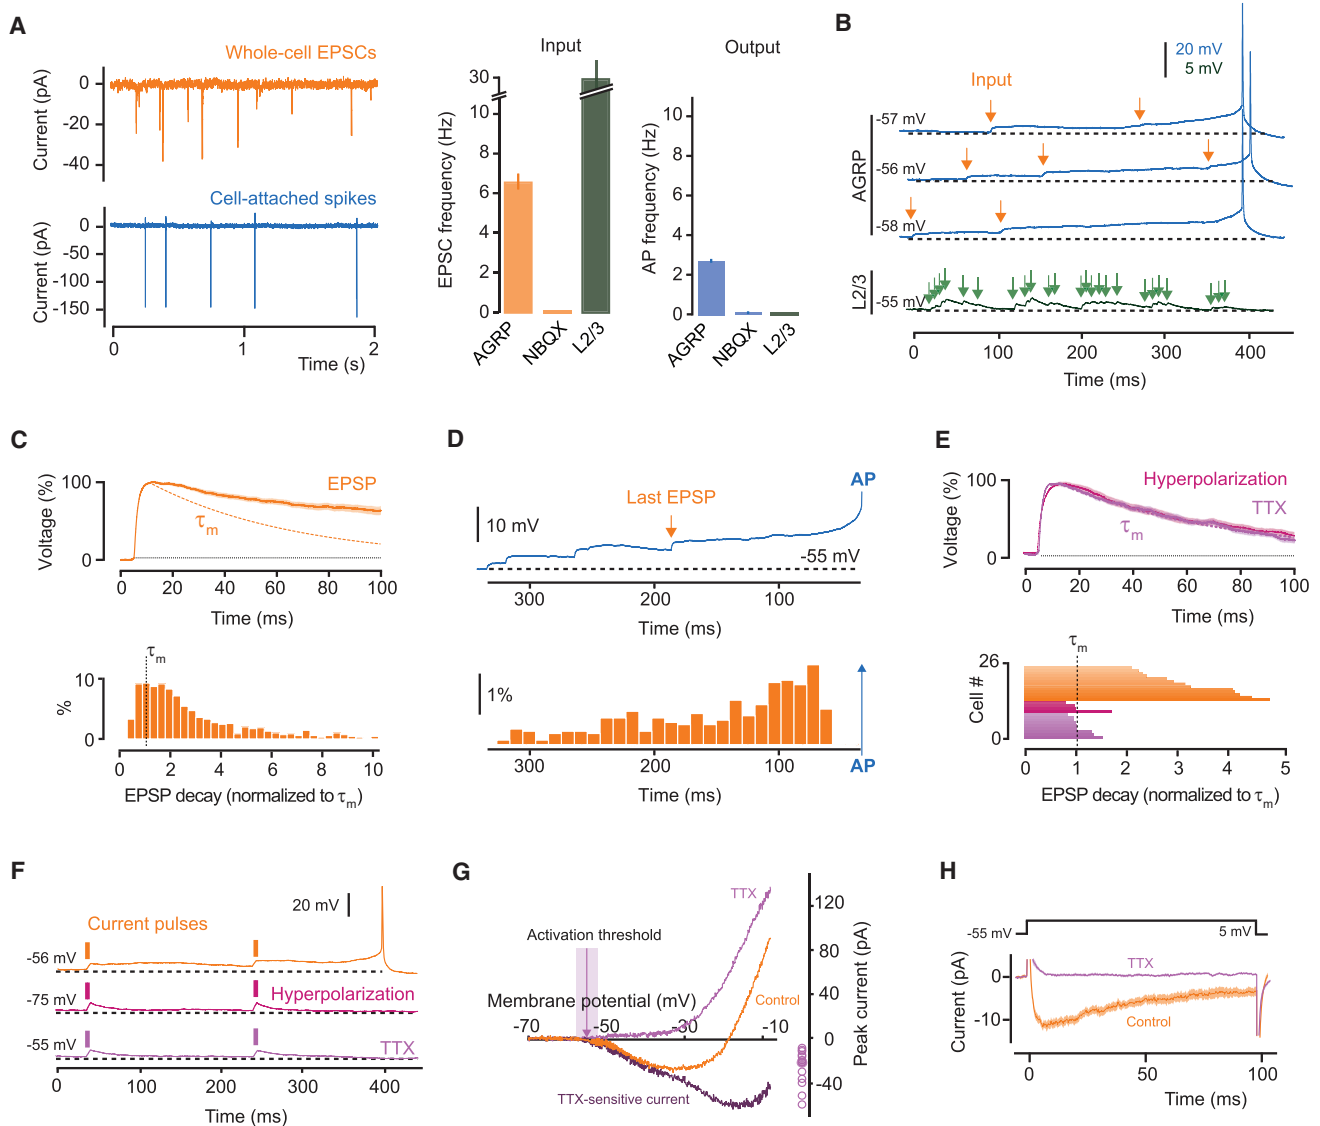 A
Whole-cell EPSCs
Current (pA)
0
-20
-40
Cell-attached spikes
Current (pA)
0
-50
-100
-150
0
1
2
Time (s)
Input
EPSC frequency (Hz)
30
10
8
6
4
2
0
AGRP
NBQX
L2/3
Output
AP frequency (Hz)
10
8
6
4
2
0
AGRP
NBQX
L2/3
B
20 mV
5 mV
Input
AGRP
-57 mV
-56 mV
-58 mV
L2/3
-55 mV
0
100
200
300
400
Time (ms)
C
Voltage (%)
100
0
EPSP
τm
0
20
40
60
80
100
Time (ms)
τm
%
10
0
0
2
4
6
8
10
EPSP decay (normalized to τm)
D
AP
Last EPSP
10 mV
-55 mV
300
200
100
Time (ms)
1%
300
200
100
AP
Time (ms)
E
Voltage (%)
100
0
Hyperpolarization
TTX
τm
0
20
40
60
80
100
Time (ms)
τm
Cell #
26
0
0
1
2
3
4
5
EPSP decay (normalized to τm)
F
20 mV
Current pulses
-56 mV
-75 mV
Hyperpolarization
-55 mV
TTX
0
100
200
300
400
Time (ms)
G
TTX
Activation threshold
Membrane potential (mV)
Control
-70
-50
-30
-10
TTX-sensitive current
120
80
40
0
-40
Peak current (pA)
H
-55 mV
5 mV
Current (pA)
0
-10
TTX
Control
0
50
100
Time (ms)